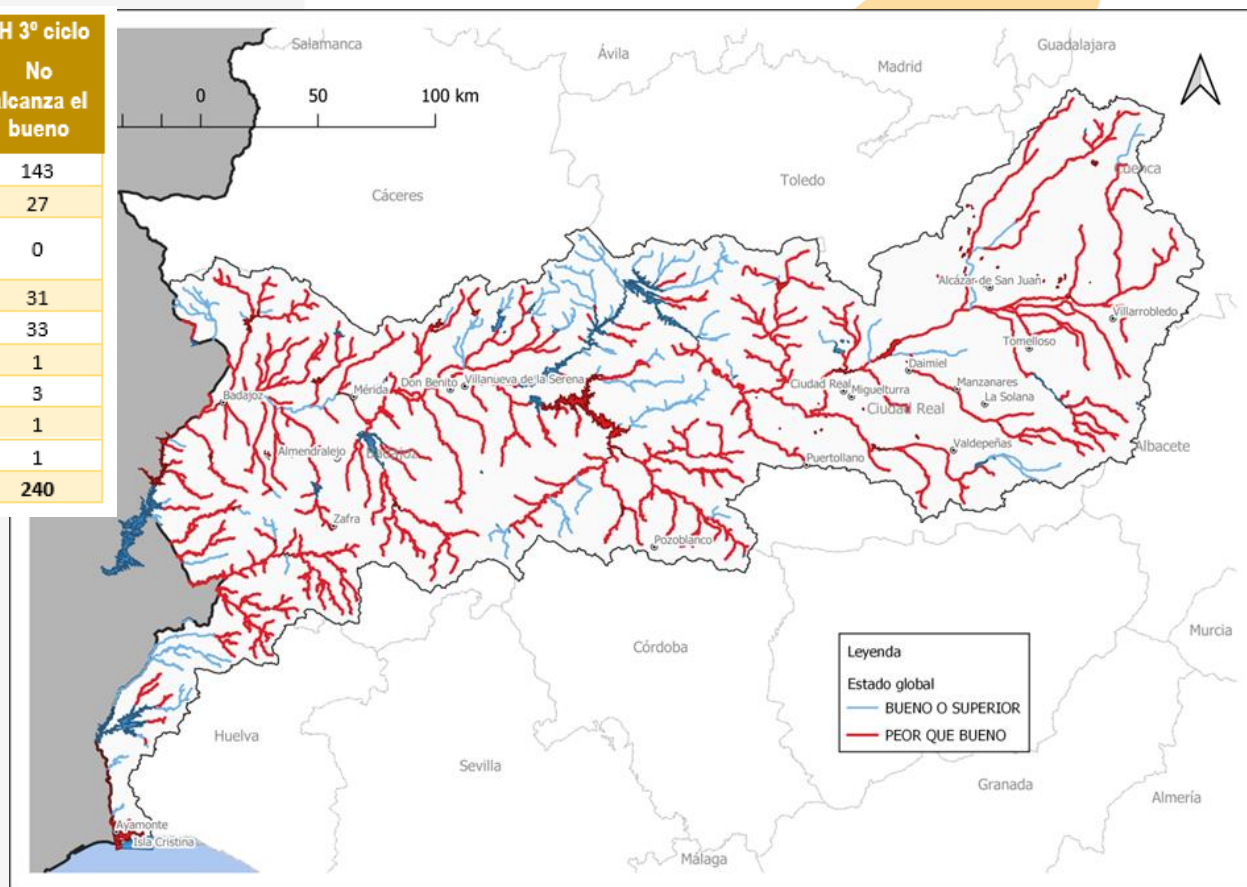 H 3º ciclo
No
alcanza el
bueno
143
27
0
31
33
1
3
1
1
240
Salamanca
Ávila
Guadalajara
Madrid
0 50 100 km
Cuenca
Toledo
Cáceres
Alcázar de San Juan
Villarrobledo
Tomelloso
Daimiel
Mérida
Don Benito
Villanueva de la Serena
Ciudad Real
Miguelturra
Manzanares
La Solana
Badajoz
Ciudad Real
Almendralejo
Badajoz
Valdepeñas
Albacete
Puertollano
Zafra
Pozoblanco
Córdoba
Murcia
Leyenda
Estado global
BUENO O SUPERIOR
PEOR QUE BUENO
Huelva
Sevilla
Granada
Almería
Ayamonte
Isla Cristina
Málaga